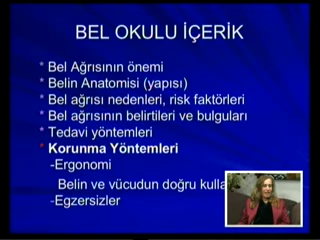 BEL OKULU İÇERİK
* Bel Ağrısının önemi
* Belin Anatomisi (yapısı)
* Bel ağrısı nedenleri, risk faktörleri
* Bel ağrısının belirtileri ve bulguları
* Tedavi yöntemleri
* Korunma Yöntemleri
-Ergonomi
Belin ve vücudun doğru kulla
-Egzersizler